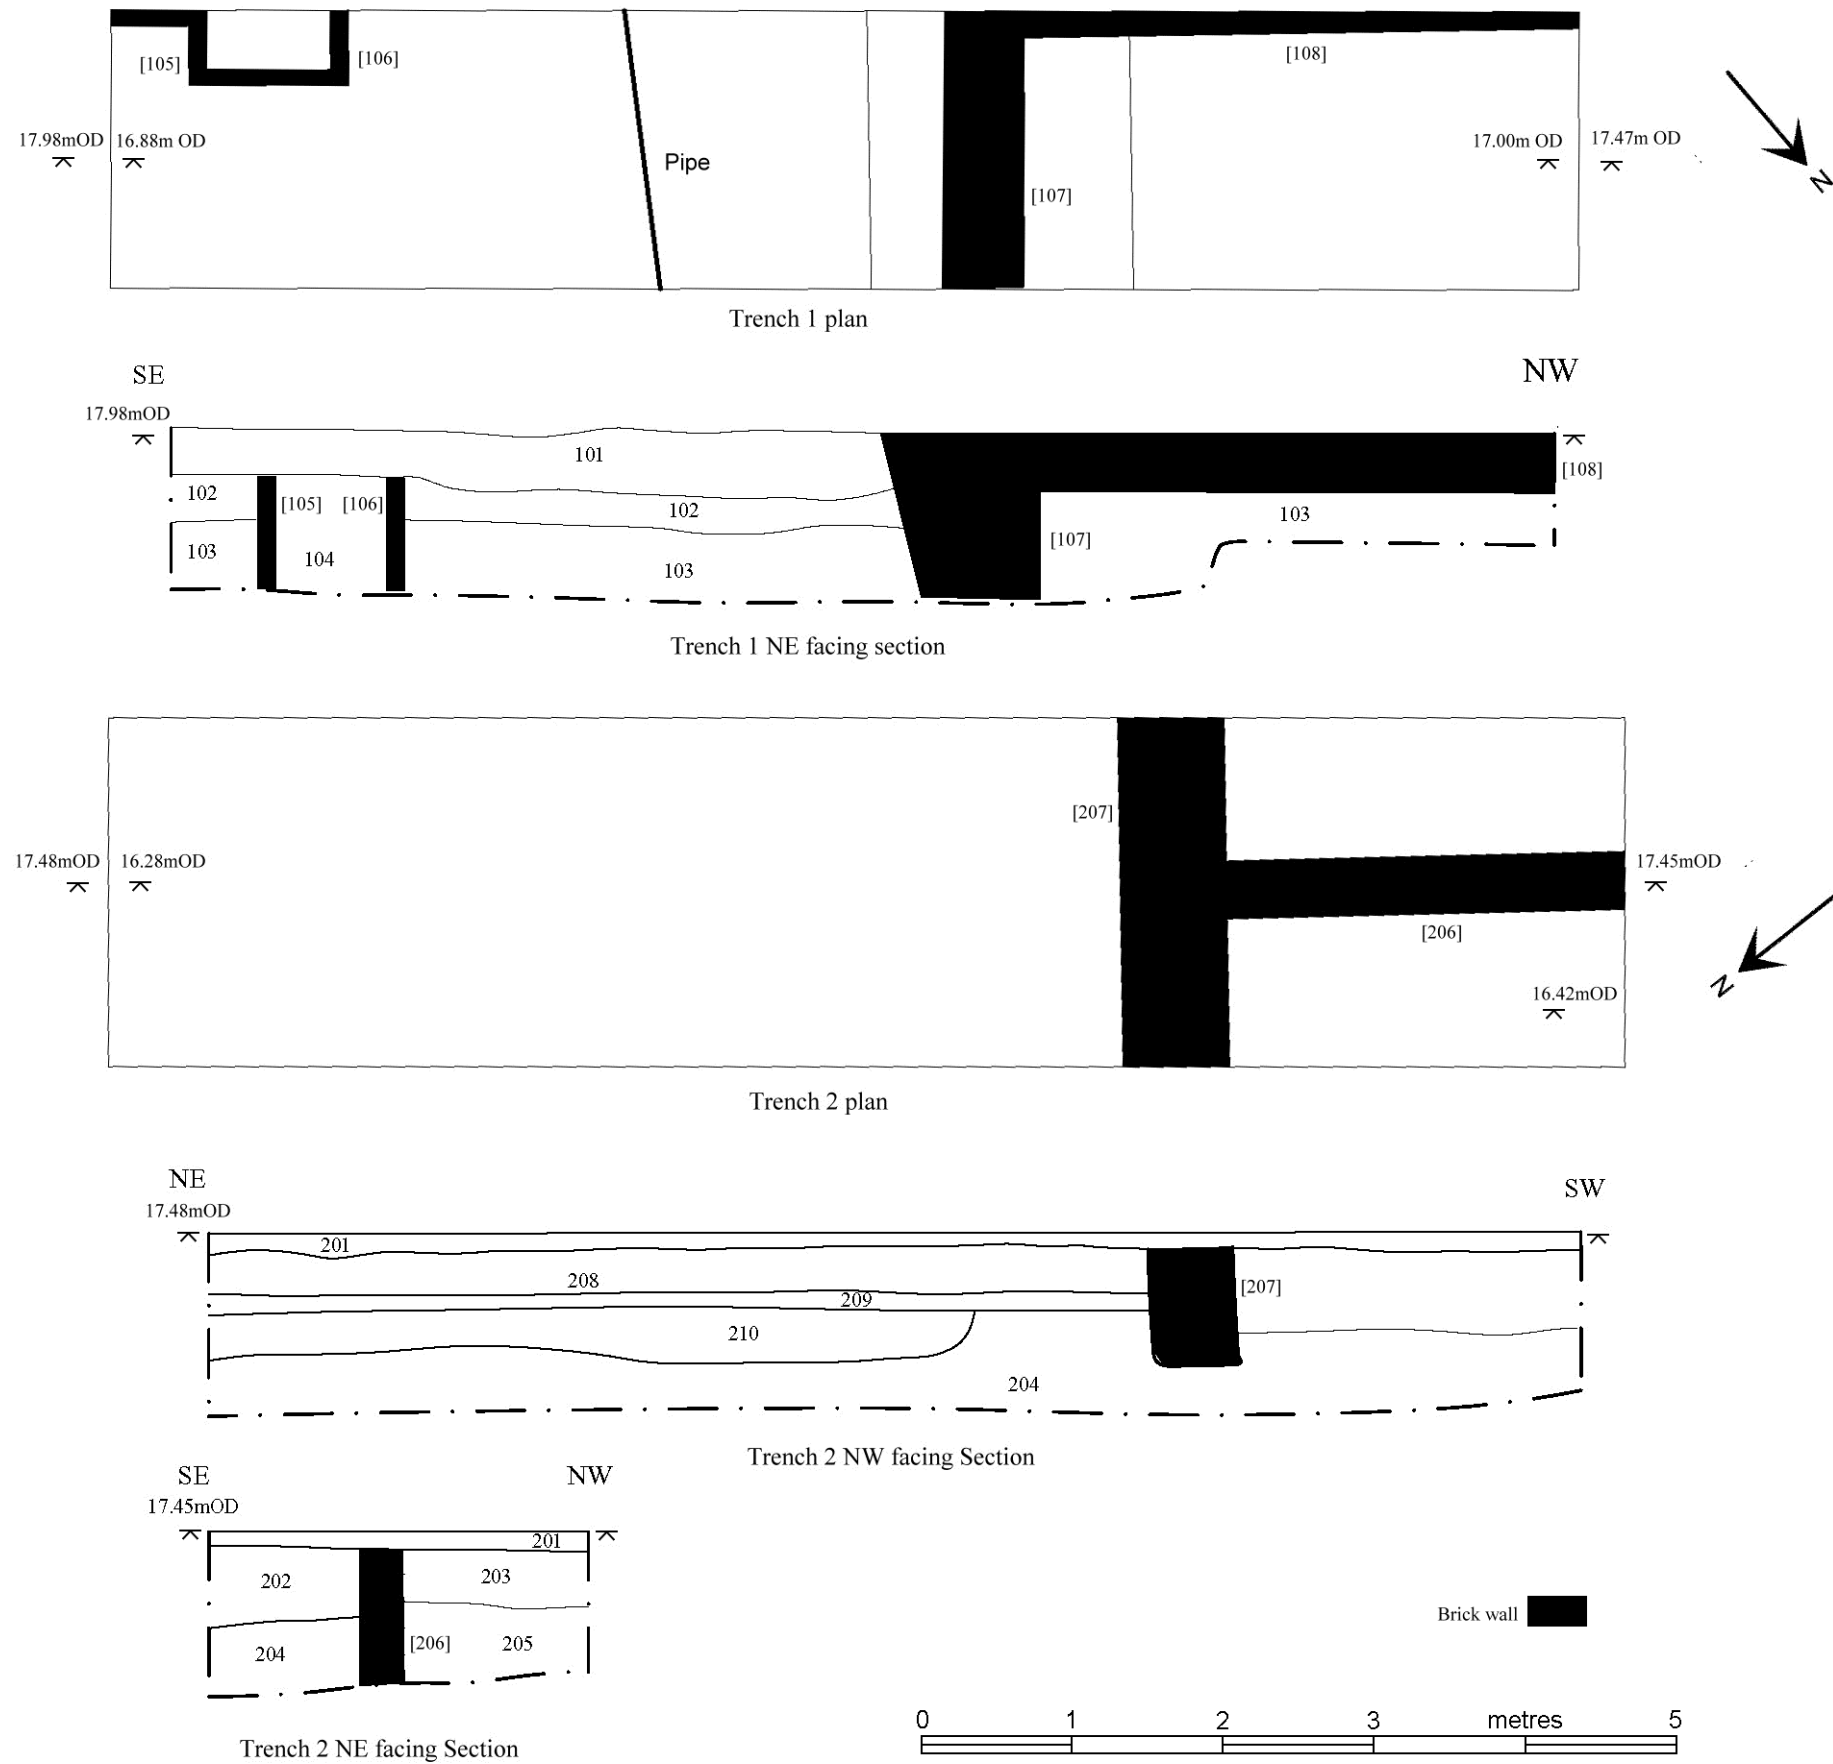 [105]
[106]
[108]
17.98mOD
16.88m OD
Pipe
[107]
17.00m OD
17.47m OD
N
Trench 1 plan
SE
NW
17.98mOD
101
102
[105]
[106]
102
103
104
103
[107]
103
[108]
Trench 1 NE facing section
[207]
17.48mOD
16.28mOD
17.45mOD
[206]
16.42mOD
N
Trench 2 plan
NE
SW
17.48mOD
201
208
209
[207]
210
204
Trench 2 NW facing Section
SE
NW
17.45mOD
201
202
203
204
[206]
205
Trench 2 NE facing Section
Brick wall
0 1 2 3 metres 5